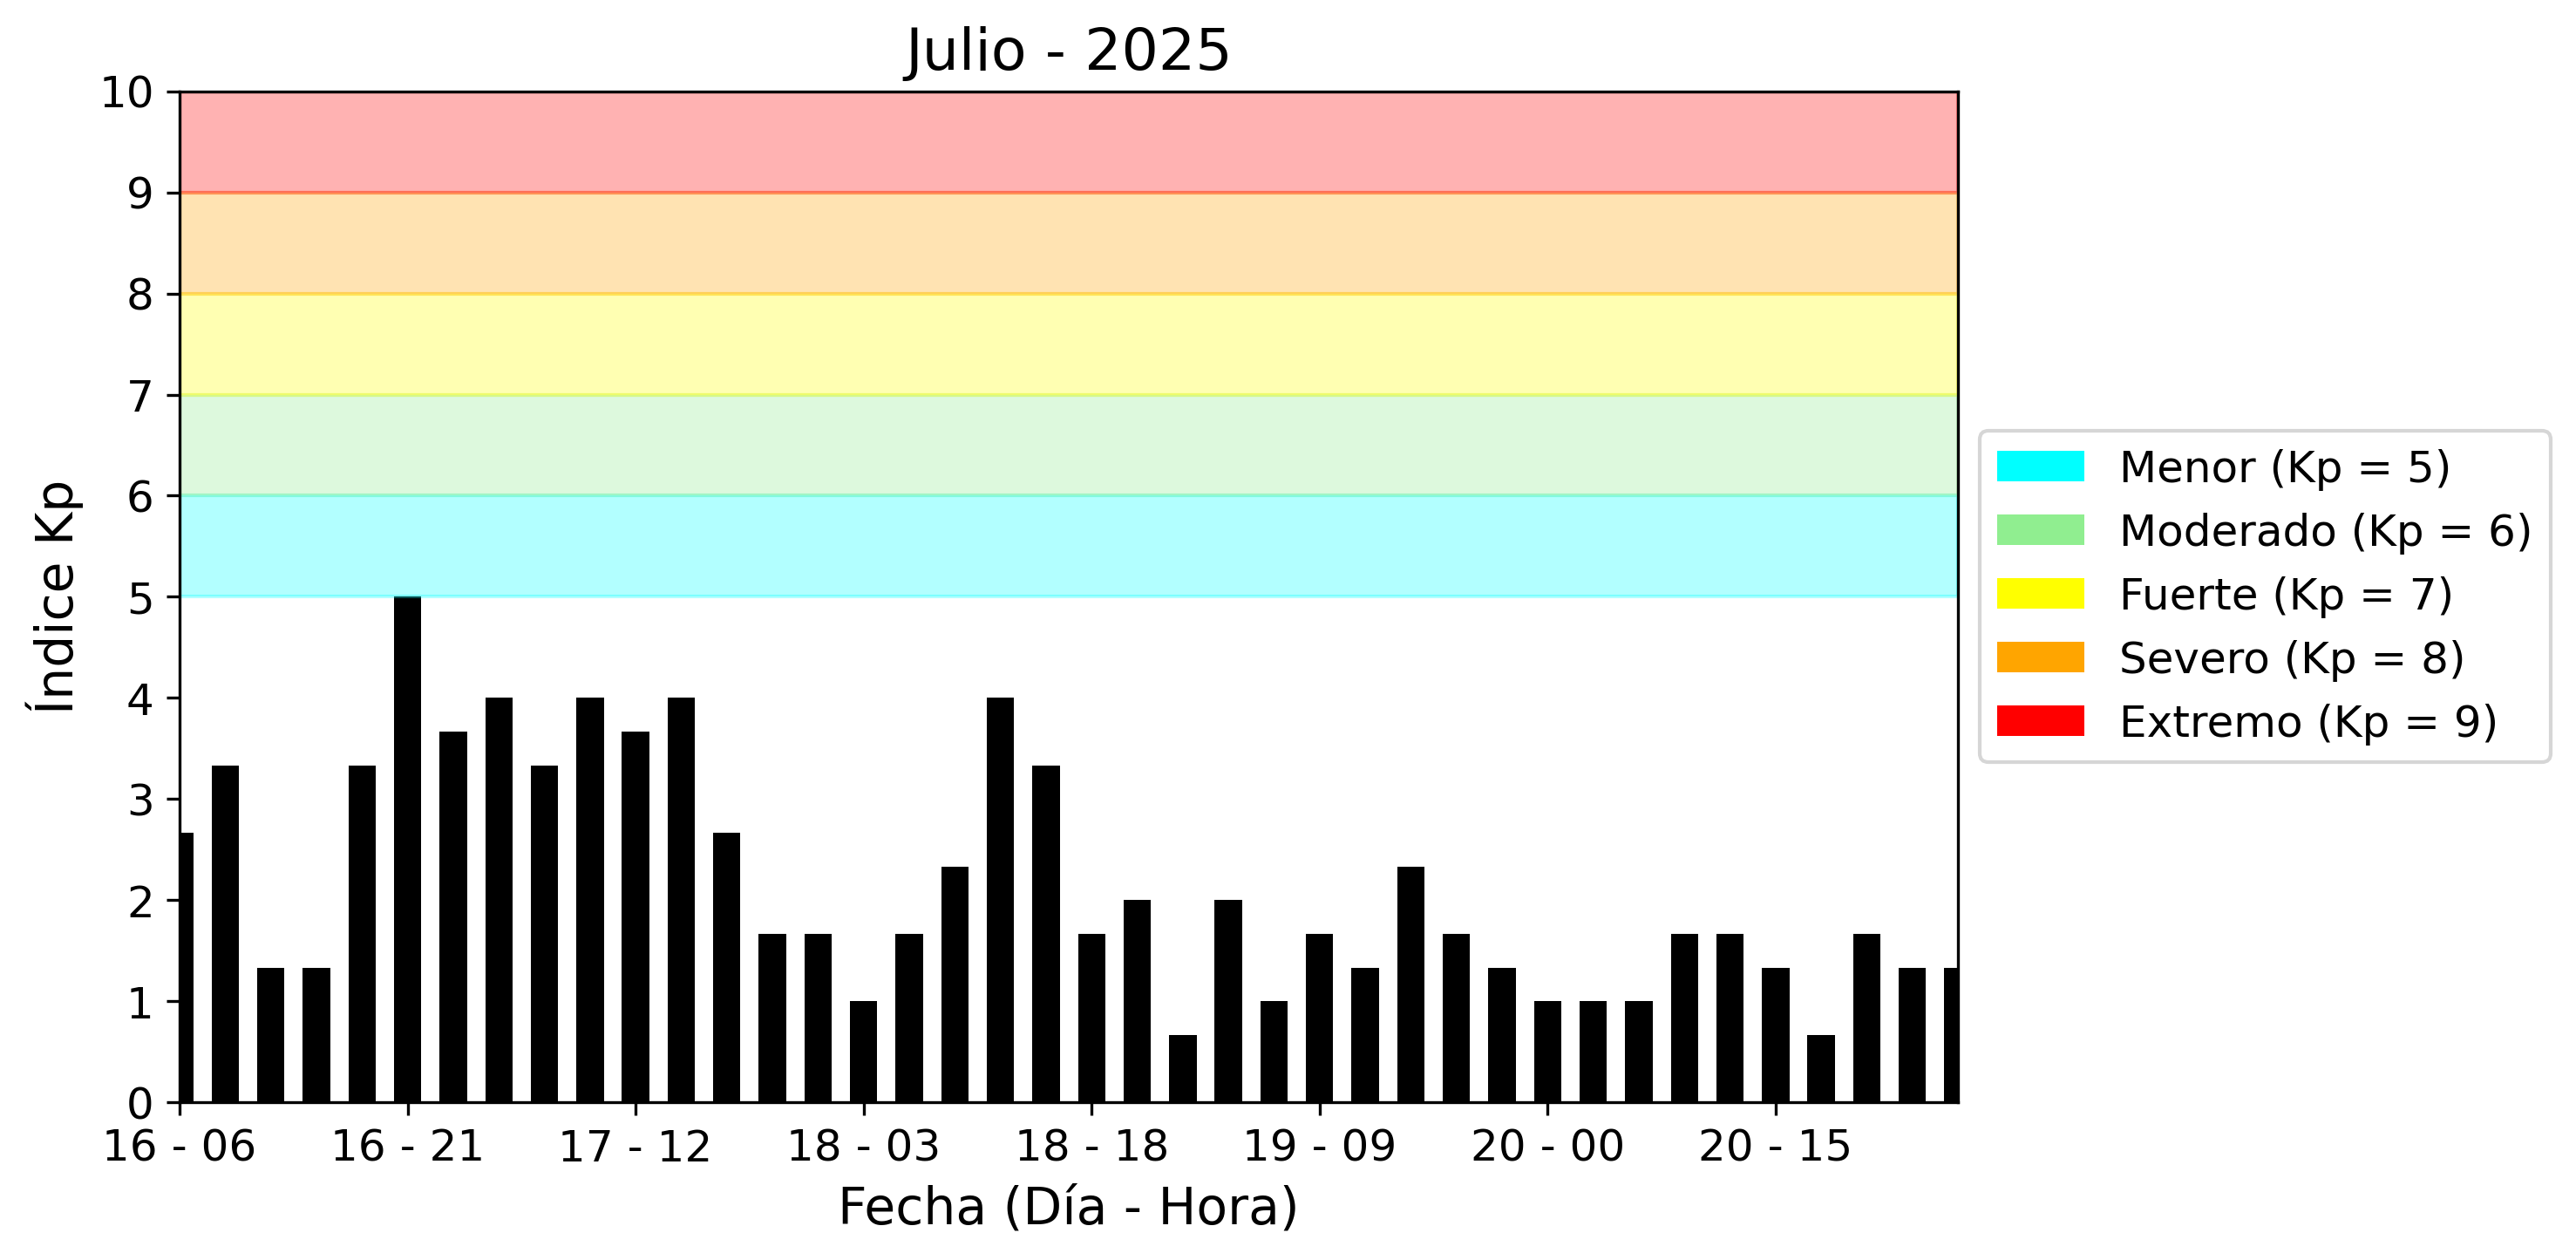 Julio - 2025
10
9
8
7
6
5
4
3
2
1
0
Índice Kp
16 - 06 16 - 21 17 - 12 18 - 03 18 - 18 19 - 09 20 - 00 20 - 15
Fecha (Día - Hora)
Menor (Kp = 5)
Moderado (Kp = 6)
Fuerte (Kp = 7)
Severo (Kp = 8)
Extremo (Kp = 9)